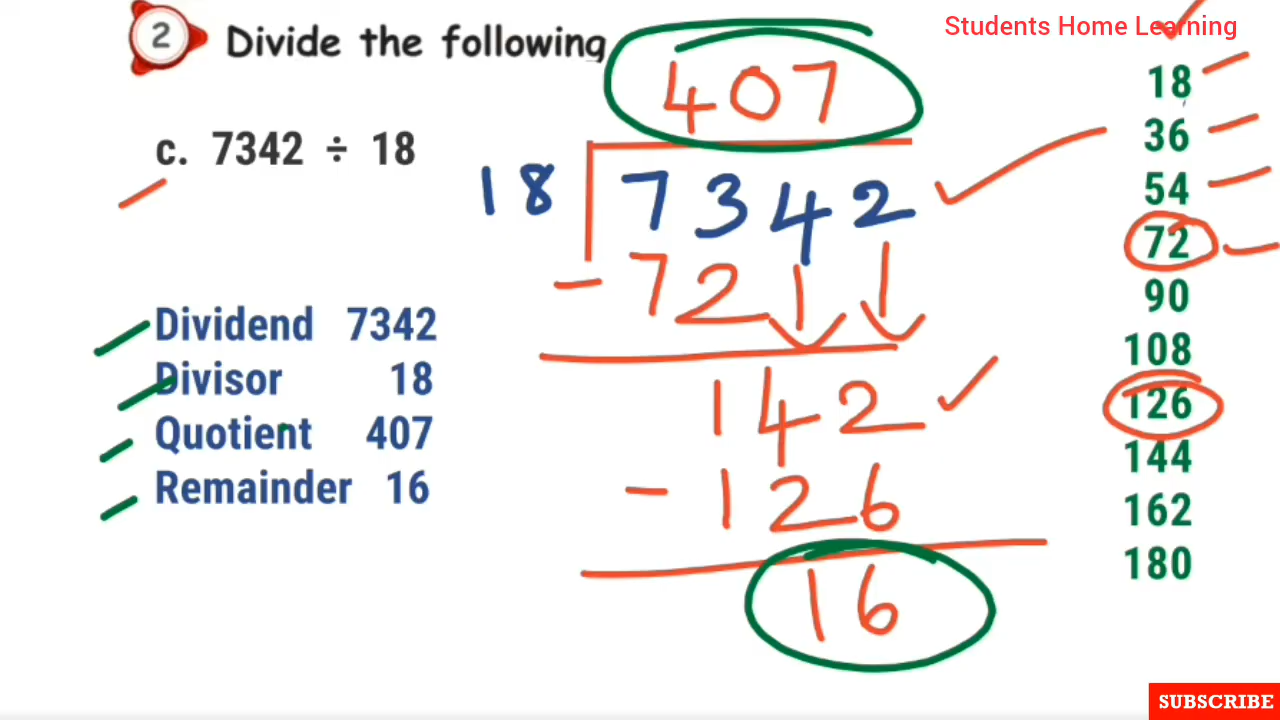 Students Home Learning
2 Divide the following
c. 7342 ÷ 18
407
18 7342
- 72
142
- 126
16
Dividend 7342
Divisor 18
Quotient 407
Remainder 16
18
36
54
72
90
108
126
144
162
180
SUBSCRIBE